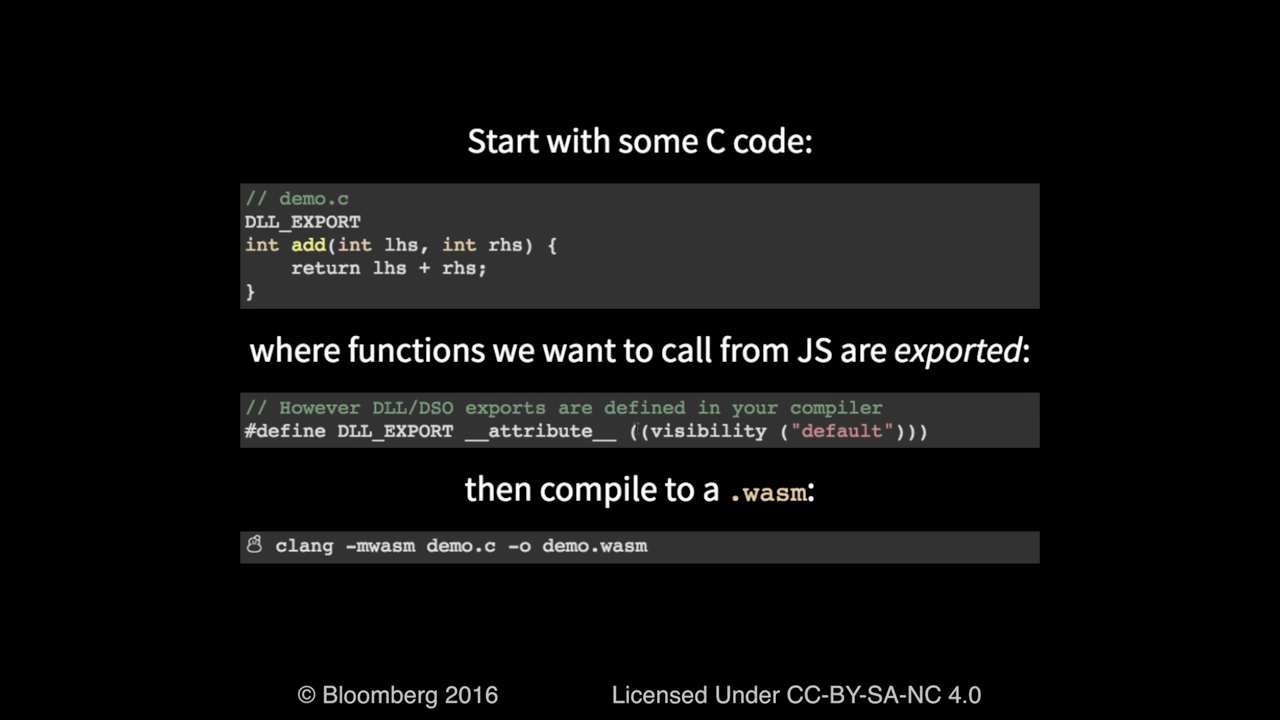 Start with some C code:
// demo.c
DLL_EXPORT
int add(int lhs, int rhs) {
    return lhs + rhs;
}
where functions we want to call from JS are exported:
// However DLL/DSO exports are defined in your compiler
#define DLL_EXPORT __attribute__ ((visibility ("default")))
then compile to a .wasm:
☃ clang -mwasm demo.c -o demo.wasm
© Bloomberg 2016 Licensed Under CC-BY-SA-NC 4.0